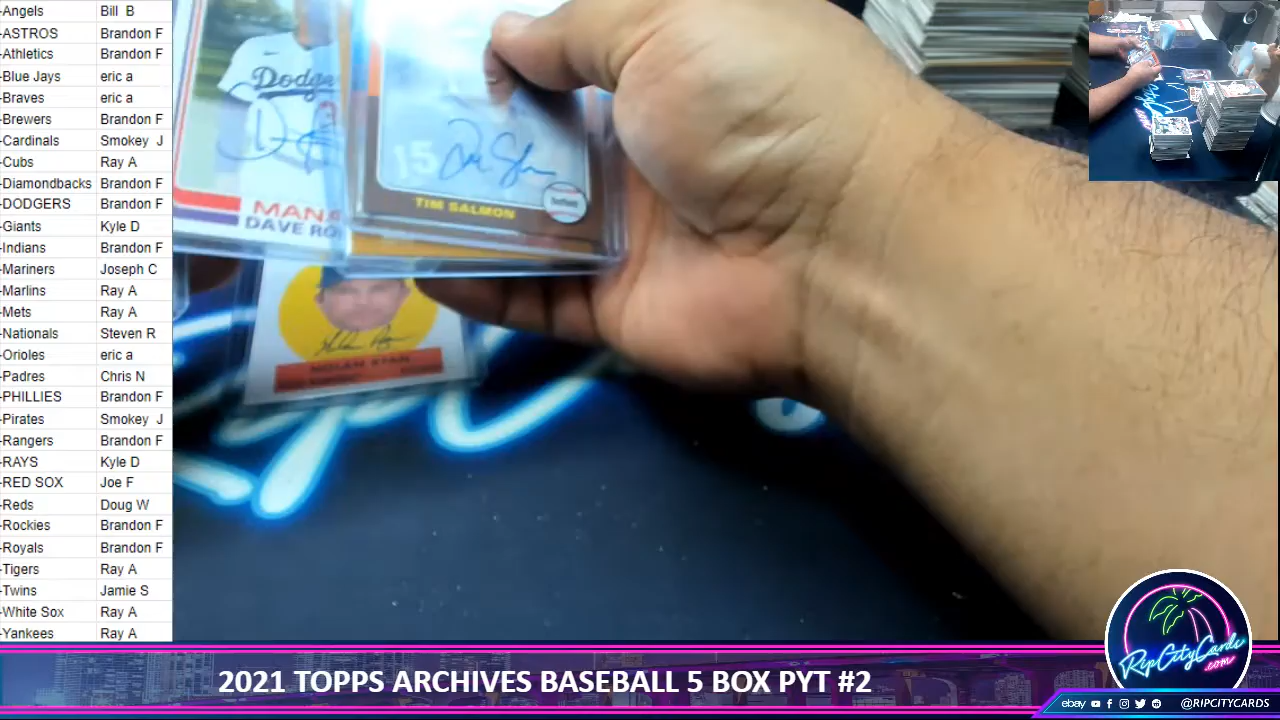 -Angels Bill B
-ASTROS Brandon F
-Athletics Brandon F
-Blue Jays eric a
-Braves eric a
-Brewers Brandon F
-Cardinals Smokey J
-Cubs Ray A
-Diamondbacks Brandon F
-DODGERS Brandon F
-Giants Kyle D
-Indians Brandon F
-Mariners Joseph C
-Marlins Ray A
-Mets Ray A
-Nationals Steven R
-Orioles eric a
-Padres Chris N
-PHILLIES Brandon F
-Pirates Smokey J
-Rangers Brandon F
-RAYS Kyle D
-RED SOX Joe F
-Reds Doug W
-Rockies Brandon F
-Royals Brandon F
-Tigers Ray A
-Twins Jamie S
-White Sox Ray A
-Yankees Ray A
Dodge
MANA
DAVE RO
15
TIM SALMON
NOLAN RYAN
2021 TOPPS ARCHIVES BASEBALL 5 BOX PYT #2
RipCityCards
.com
ebay
@RIPCITYCARDS